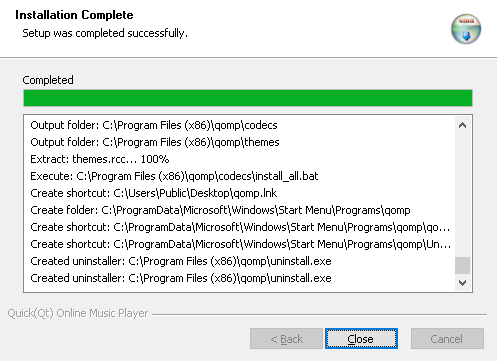 Installation Complete
Setup was completed successfully.
Completed
Output folder: C:\Program Files (x86)\qomp\codecs
Output folder: C:\Program Files (x86)\qomp\themes
Extract: themes.rcc... 100%
Execute: C:\Program Files (x86)\qomp\codecs\install_all.bat
Create shortcut: C:\Users\Public\Desktop\qomp.lnk
Create folder: C:\ProgramData\Microsoft\Windows\Start Menu\Programs\qomp
Create shortcut: C:\ProgramData\Microsoft\Windows\Start Menu\Programs\qomp\qo...
Create shortcut: C:\ProgramData\Microsoft\Windows\Start Menu\Programs\qomp\Un...
Created uninstaller: C:\Program Files (x86)\qomp\uninstall.exe
Created uninstaller: C:\Program Files (x86)\qomp\uninstall.exe
Quick(Qt) Online Music Player
< Back Close Cancel